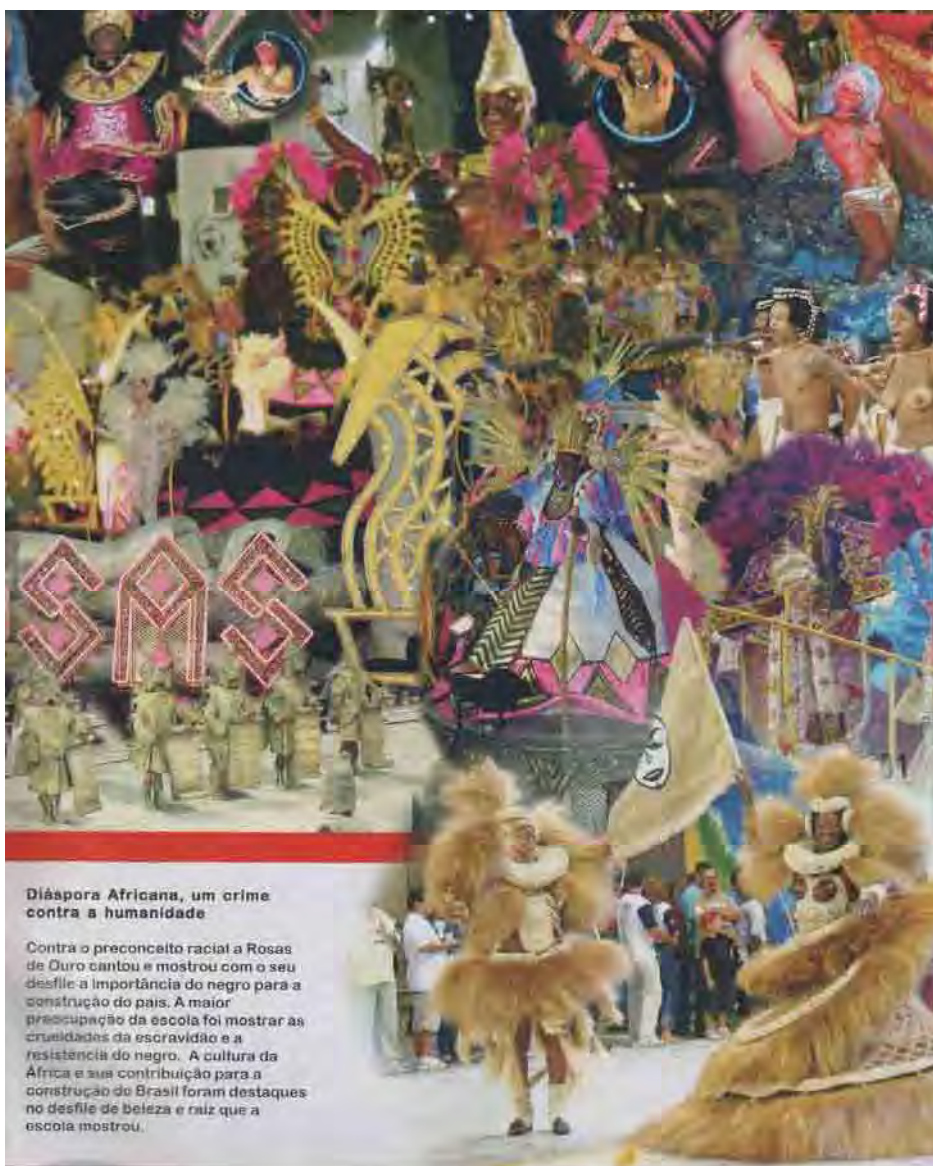 SAS
Diáspora Africana, um crime
contra a humanidade
Contra o preconceito racial a Rosas
de Ouro cantou e mostrou com o seu
desfile a importância do negro para a
construção do país. A maior
preocupação da escola foi mostrar as
crueldades da escravidão e a
resistência do negro. A cultura da
África e sua contribuição para a
construção do Brasil foram destaques
no desfile de beleza e raiz que a
escola mostrou.